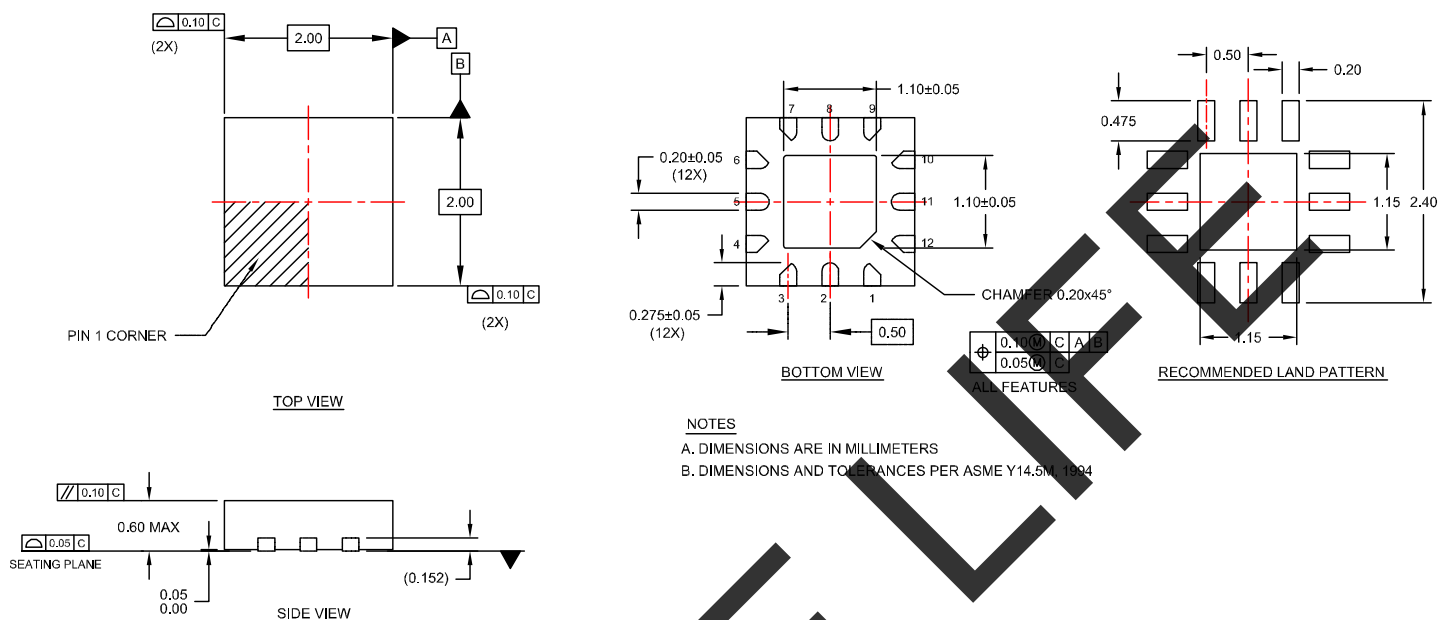 0.10 C
(2X)
2.00
A
B
2.00
0.10 C
(2X)
PIN 1 CORNER
TOP VIEW
// 0.10 C
0.60 MAX
0.05 C
SEATING PLANE
0.05
0.00
(0.152)
SIDE VIEW
1.10±0.05
7 8 9
0.20±0.05
(12X)
6
5
4
10
11
12
1.10±0.05
3 2 1
0.275±0.05
(12X)
0.50
CHAMFER 0.20x45°
BOTTOM VIEW
0.10 Ⓜ C A B
0.05 Ⓜ C
ALL FEATURES
0.50
0.20
0.475
1.15
2.40
1.15
RECOMMENDED LAND PATTERN
NOTES
A. DIMENSIONS ARE IN MILLIMETERS
B. DIMENSIONS AND TOLERANCES PER ASME Y14.5M, 1994
LIFE